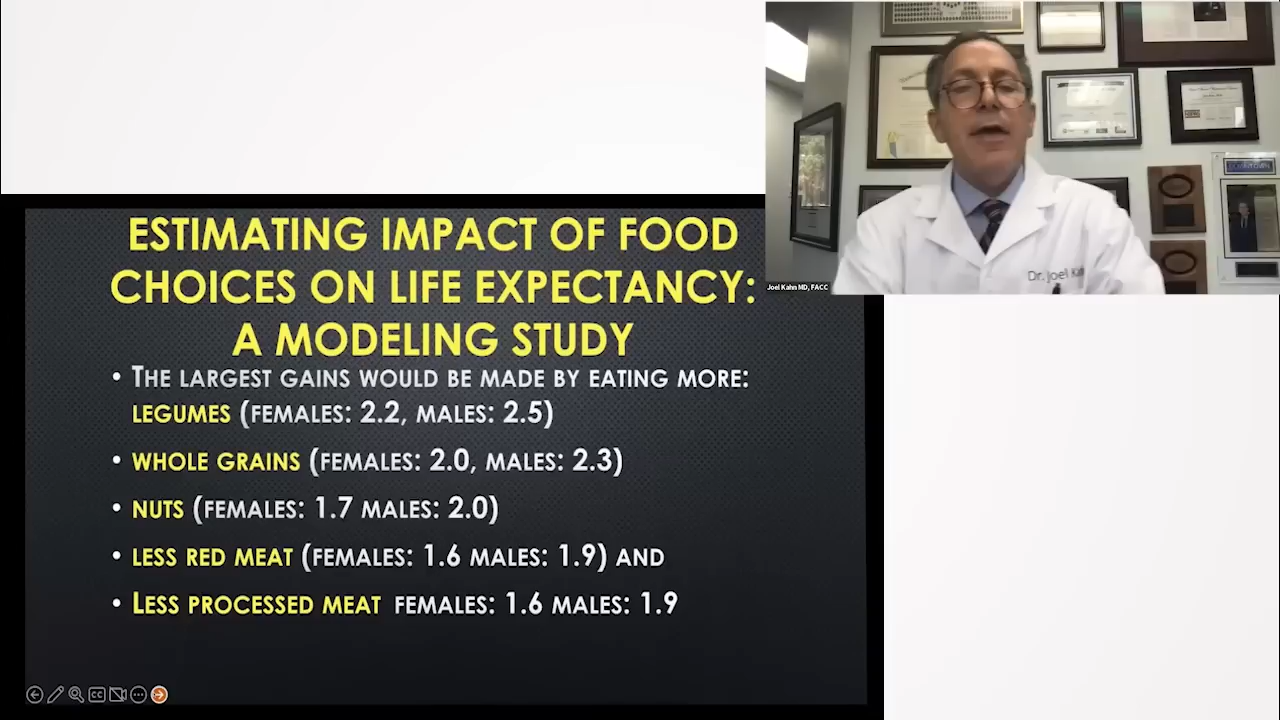 ESTIMATING IMPACT OF FOOD
CHOICES ON LIFE EXPECTANCY:
A MODELING STUDY
• THE LARGEST GAINS WOULD BE MADE BY EATING MORE:
LEGUMES (FEMALES: 2.2, MALES: 2.5)
• WHOLE GRAINS (FEMALES: 2.0, MALES: 2.3)
• NUTS (FEMALES: 1.7 MALES: 2.0)
• LESS RED MEAT (FEMALES: 1.6 MALES: 1.9) AND
• LESS PROCESSED MEAT FEMALES: 1.6 MALES: 1.9
CC
Dr. Joel
Joel Kahn MD, FACC